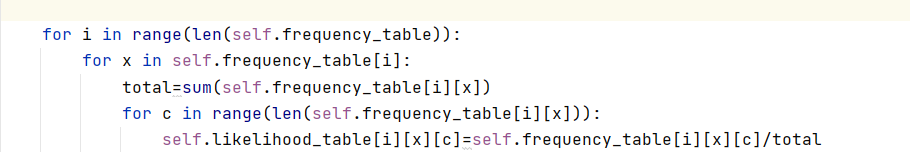 for i in range(len(self.frequency_table)):
    for x in self.frequency_table[i]:
        total=sum(self.frequency_table[i][x])
        for c in range(len(self.frequency_table[i][x])):
            self.likelihood_table[i][x][c]=self.frequency_table[i][x][c]/total